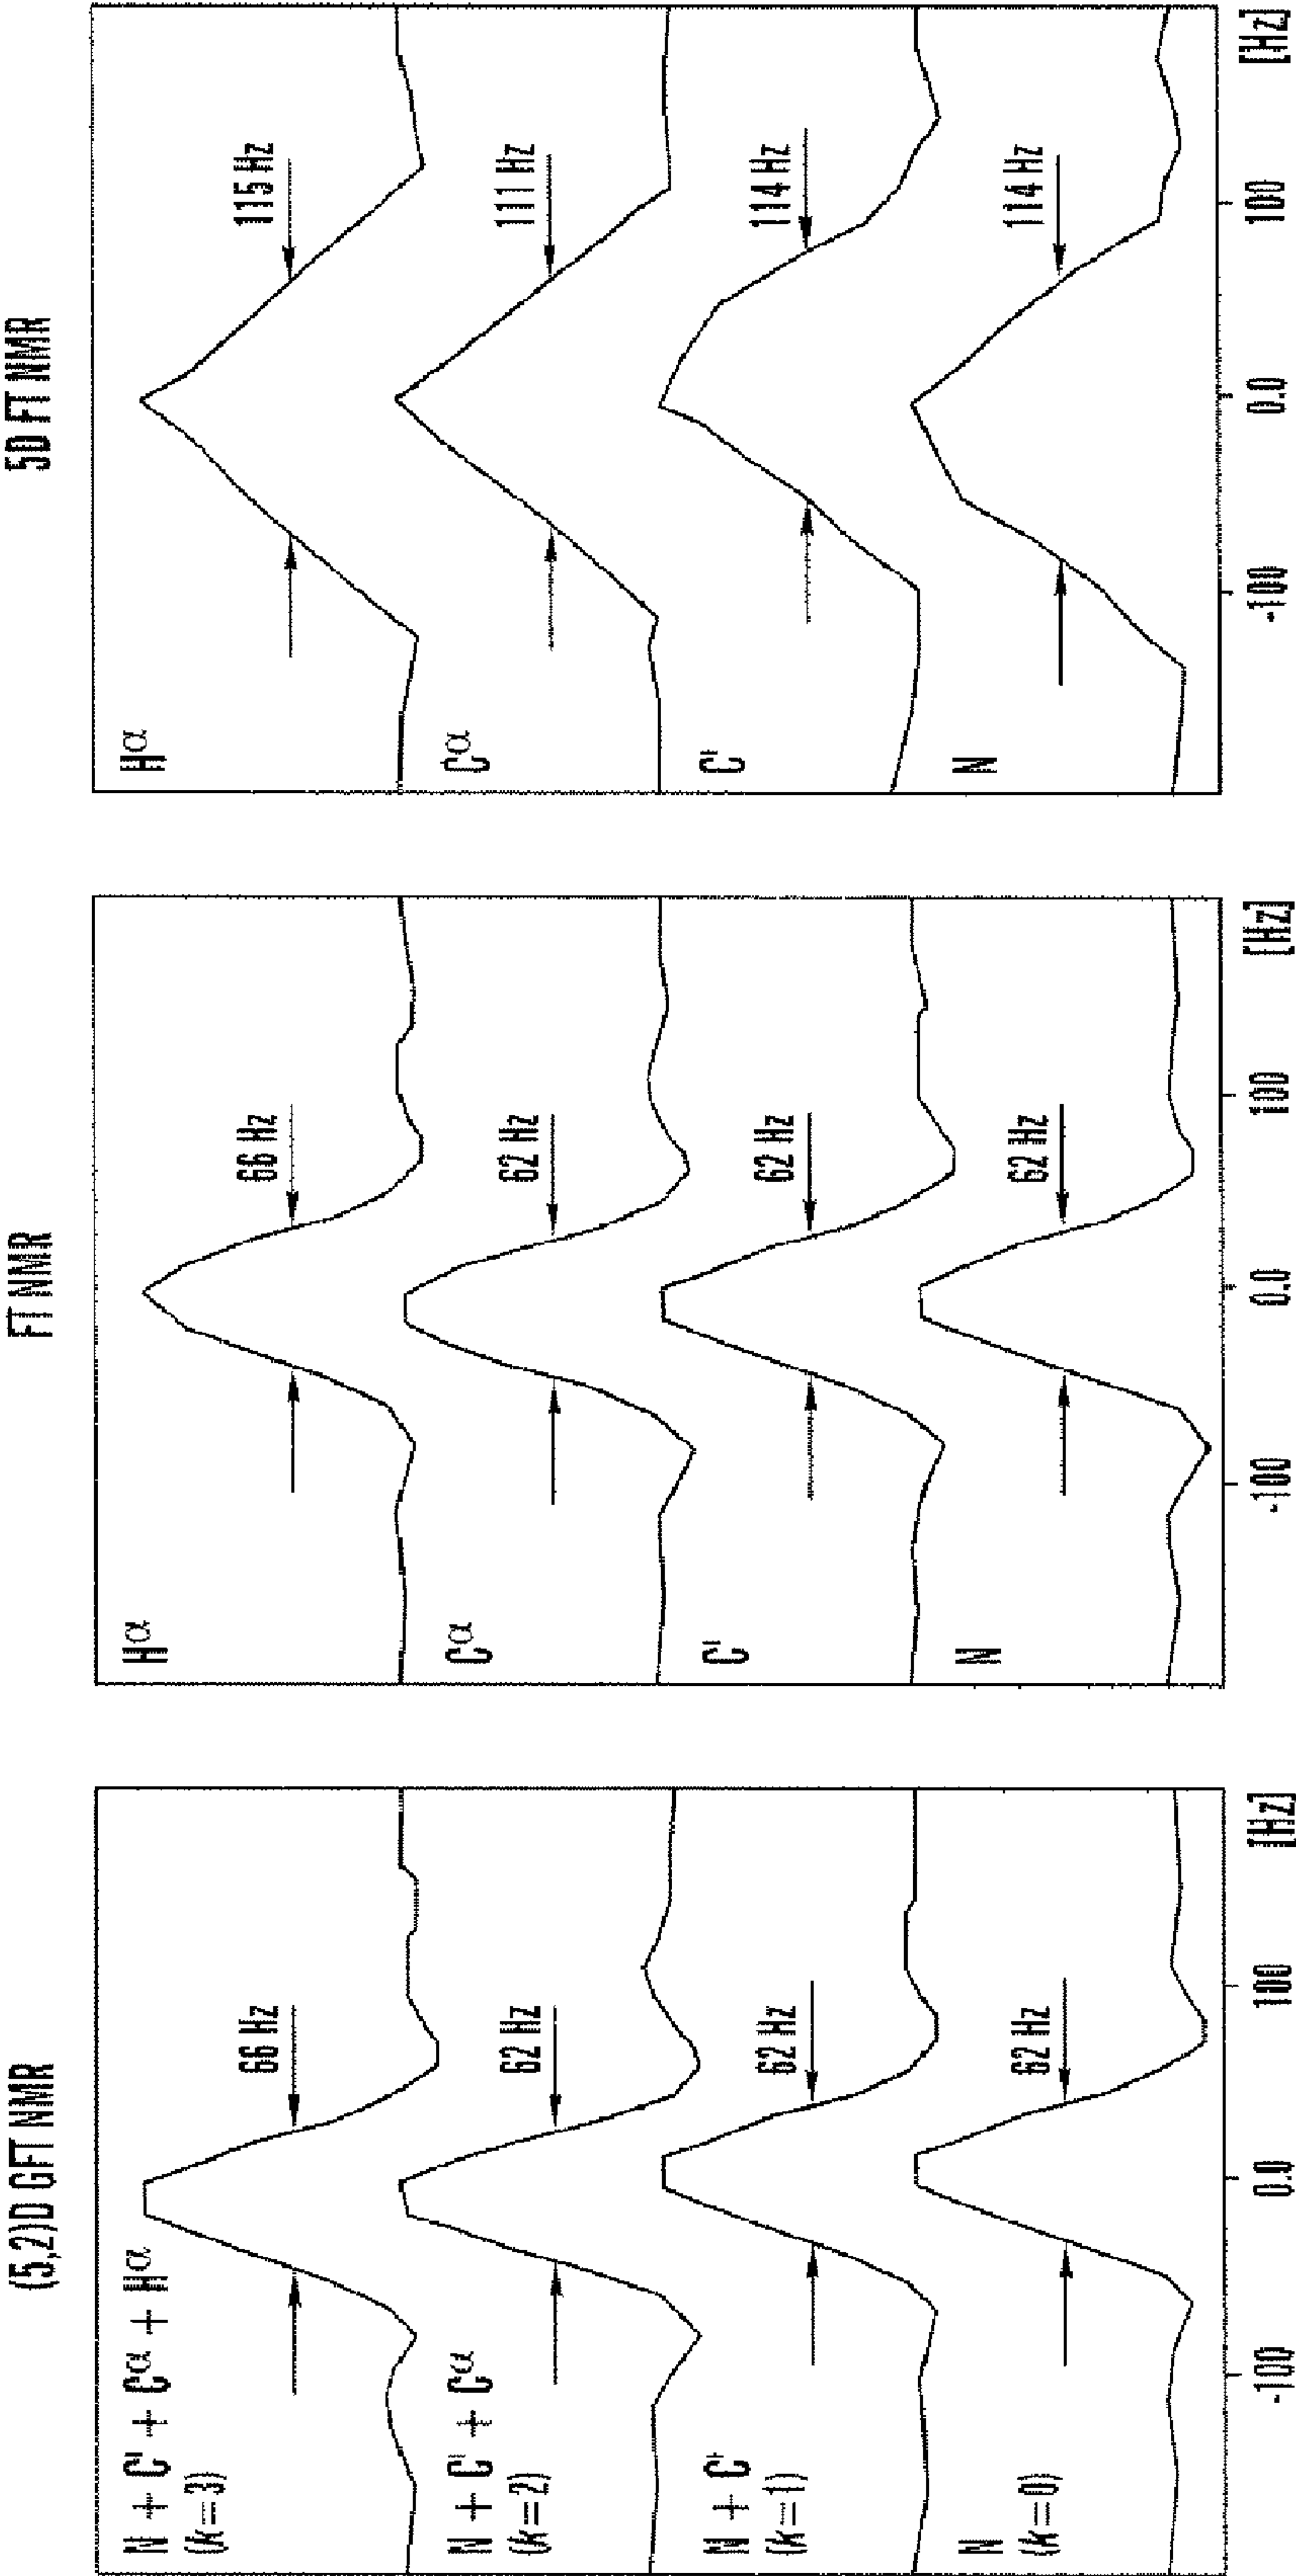 (5,2)D GFT NMR
N + C' + Cα + Hα
(k=3)
66 Hz
N + C' + Cα
(k=2)
62 Hz
N + C'
(k=1)
62 Hz
N
(k=0)
62 Hz
-100 0.0 100 [Hz]
FT NMR
Hα
66 Hz
Cα
62 Hz
C'
62 Hz
N
62 Hz
-100 0.0 100 [Hz]
5D FT NMR
Hα
115 Hz
Cα
111 Hz
C'
114 Hz
N
114 Hz
-100 0.0 100 [Hz]